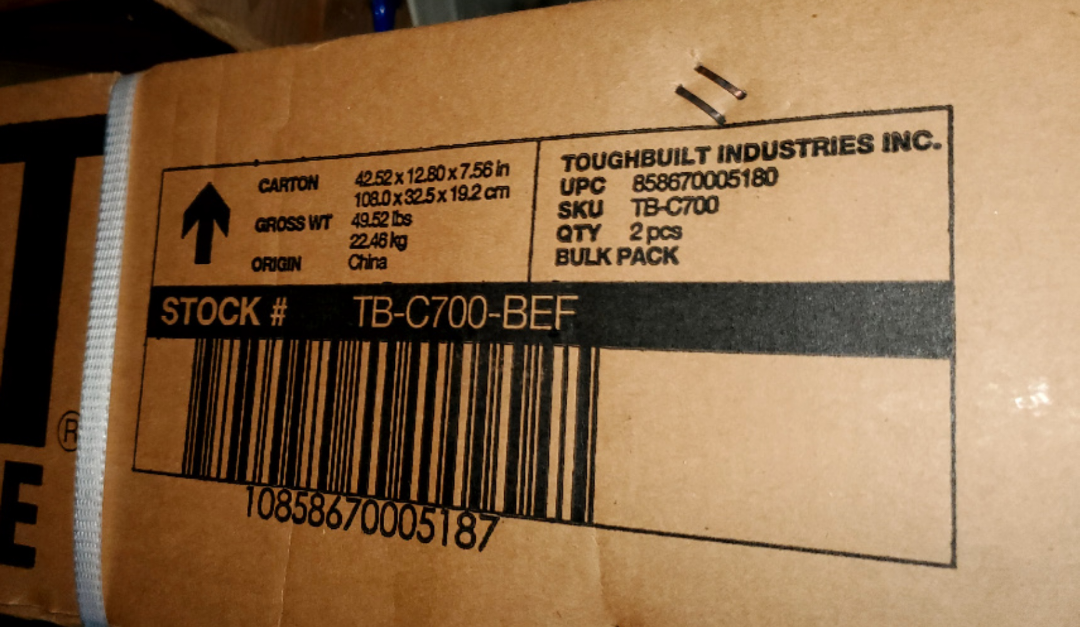 T
®
E
CARTON 42.52 x 12.80 x 7.56 in
108.0 x 32.5 x 19.2 cm
GROSS WT 49.52 lbs
22.46 kg
ORIGIN China
TOUGHBUILT INDUSTRIES INC.
UPC 858670005180
SKU TB-C700
QTY 2 pcs
BULK PACK
STOCK # TB-C700-BEF
10858670005187